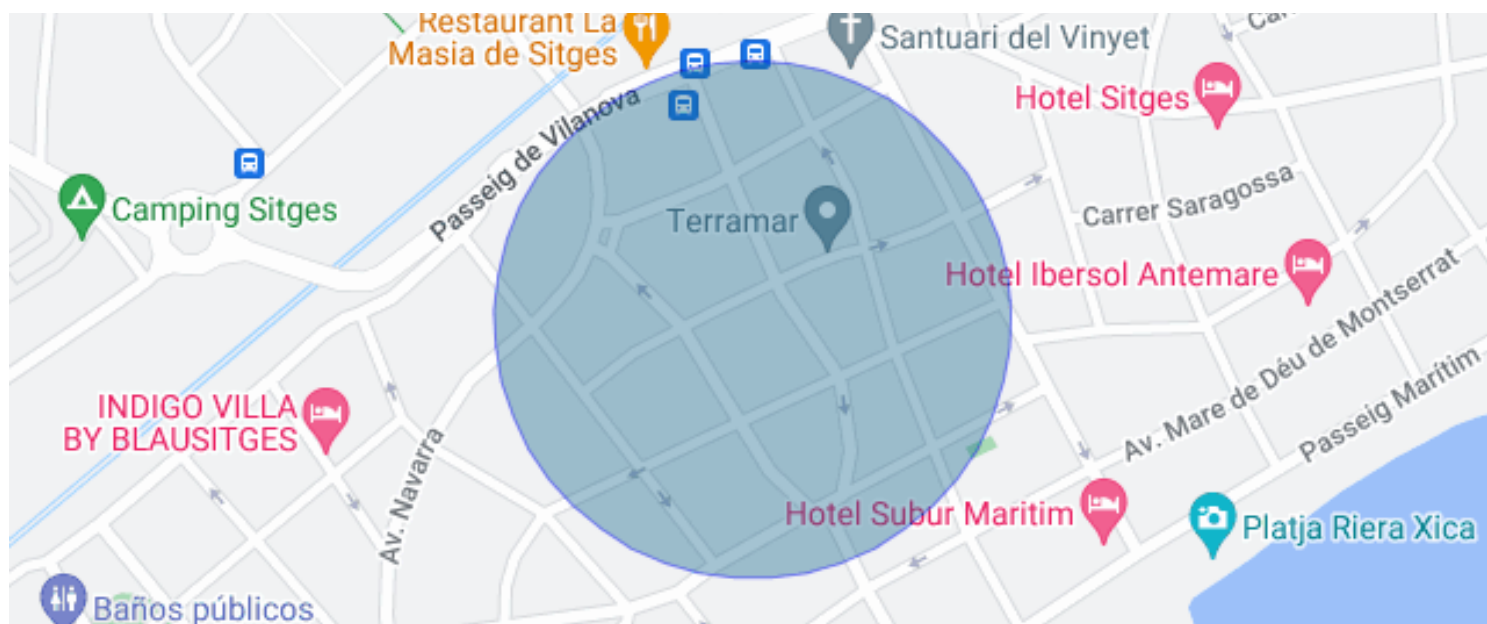 Restaurant La
Masia de Sitges
Santuari del Vinyet
Hotel Sitges
Passeig de Vilanova
Camping Sitges
Terramar
Carrer Saragossa
Hotel Ibersol Antemare
INDIGO VILLA
BY BLAUSITGES
Av. Navarra
Av. Mare de Déu de Montserrat
Passeig Marítim
Hotel Subur Maritim
Platja Riera Xica
Baños públicos